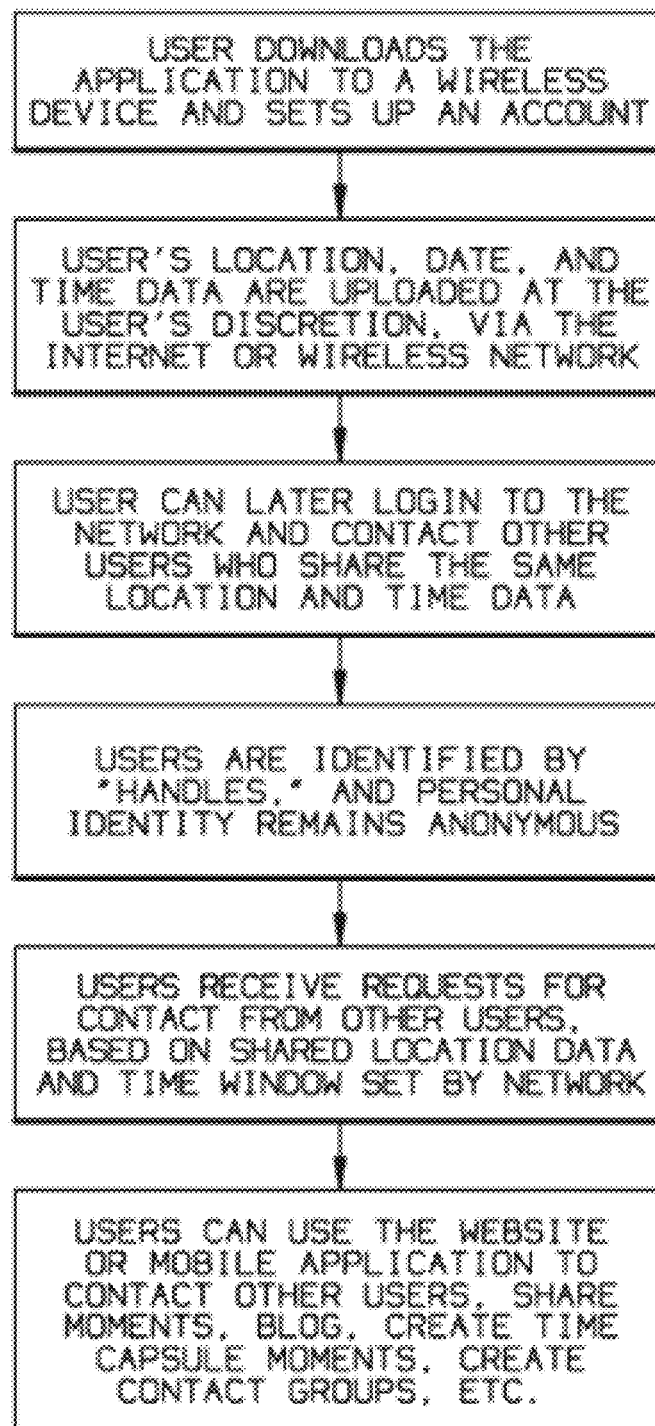 USER DOWNLOADS THE
APPLICATION TO A WIRELESS
DEVICE AND SETS UP AN ACCOUNT
USER'S LOCATION, DATE, AND
TIME DATA ARE UPLOADED AT THE
USER'S DISCRETION, VIA THE
INTERNET OR WIRELESS NETWORK
USER CAN LATER LOGIN TO THE
NETWORK AND CONTACT OTHER
USERS WHO SHARE THE SAME
LOCATION AND TIME DATA
USERS ARE IDENTIFIED BY
"HANDLES," AND PERSONAL
IDENTITY REMAINS ANONYMOUS
USERS RECEIVE REQUESTS FOR
CONTACT FROM OTHER USERS,
BASED ON SHARED LOCATION DATA
AND TIME WINDOW SET BY NETWORK
USERS CAN USE THE WEBSITE
OR MOBILE APPLICATION TO
CONTACT OTHER USERS, SHARE
MOMENTS, BLOG, CREATE TIME
CAPSULE MOMENTS, CREATE
CONTACT GROUPS, ETC.